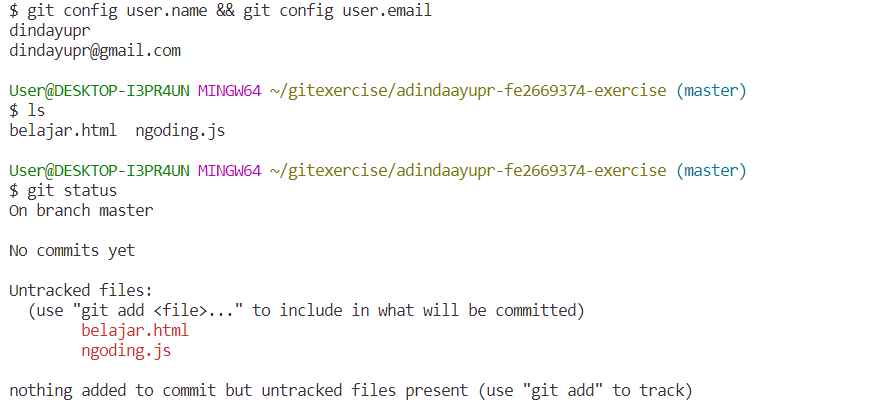 $ git config user.name && git config user.email
dindayupr
dindayupr@gmail.com
User@DESKTOP-I3PR4UN MINGW64 ~/gitexercise/adindaayupr-fe2669374-exercise (master)
$ ls
belajar.html  ngoding.js
User@DESKTOP-I3PR4UN MINGW64 ~/gitexercise/adindaayupr-fe2669374-exercise (master)
$ git status
On branch master
No commits yet
Untracked files:
  (use "git add <file>..." to include in what will be committed)
        belajar.html
        ngoding.js
nothing added to commit but untracked files present (use "git add" to track)